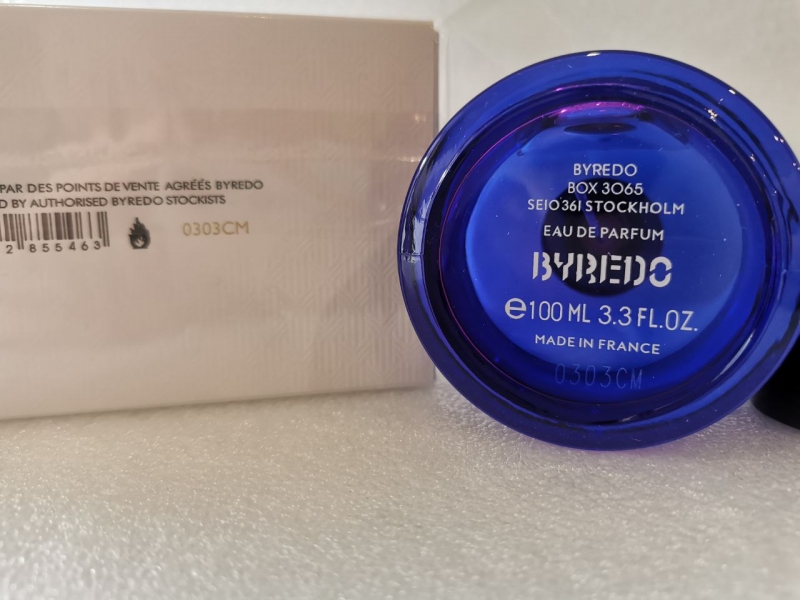 PAR DES POINTS DE VENTE AGRÉÉS BYREDO
D BY AUTHORISED BYREDO STOCKISTS
2 855463
0303CM
BYREDO
BOX 3065
SE10361 STOCKHOLM
EAU DE PARFUM
BYREDO
℮100 ML 3.3 FL.OZ.
MADE IN FRANCE
0303CM